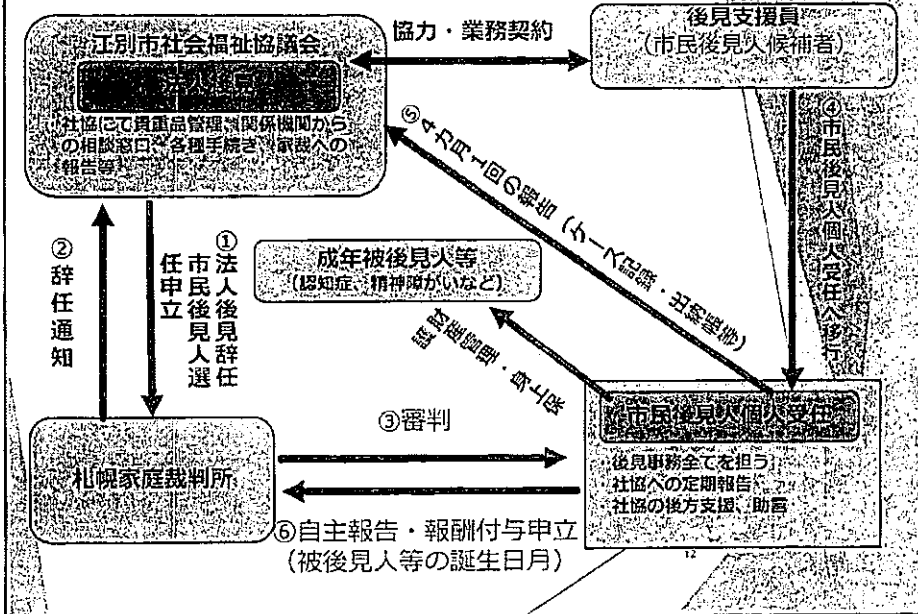 江別市社会福祉協議会
社協にて貴重品管理、関係機関から
の相談窓口、各種手続き、家裁への
報告等
協力・業務契約
後見支援員
(市民後見人候補者)
④市民後見人個人受任へ移行
⑤4カ月1回の報告(ケース記録・出納帳等)
②辞任通知
①法人後見辞任
市民後見人選
任申立
成年被後見人等
(認知症、精神障がいなど)
財産管理・身上保
護
札幌家庭裁判所
③審判
⑥自主報告・報酬付与申立
(被後見人等の誕生日月)
市民後見人個人受任
後見事務全てを担う
社協への定期報告
社協の後方支援、助言
12